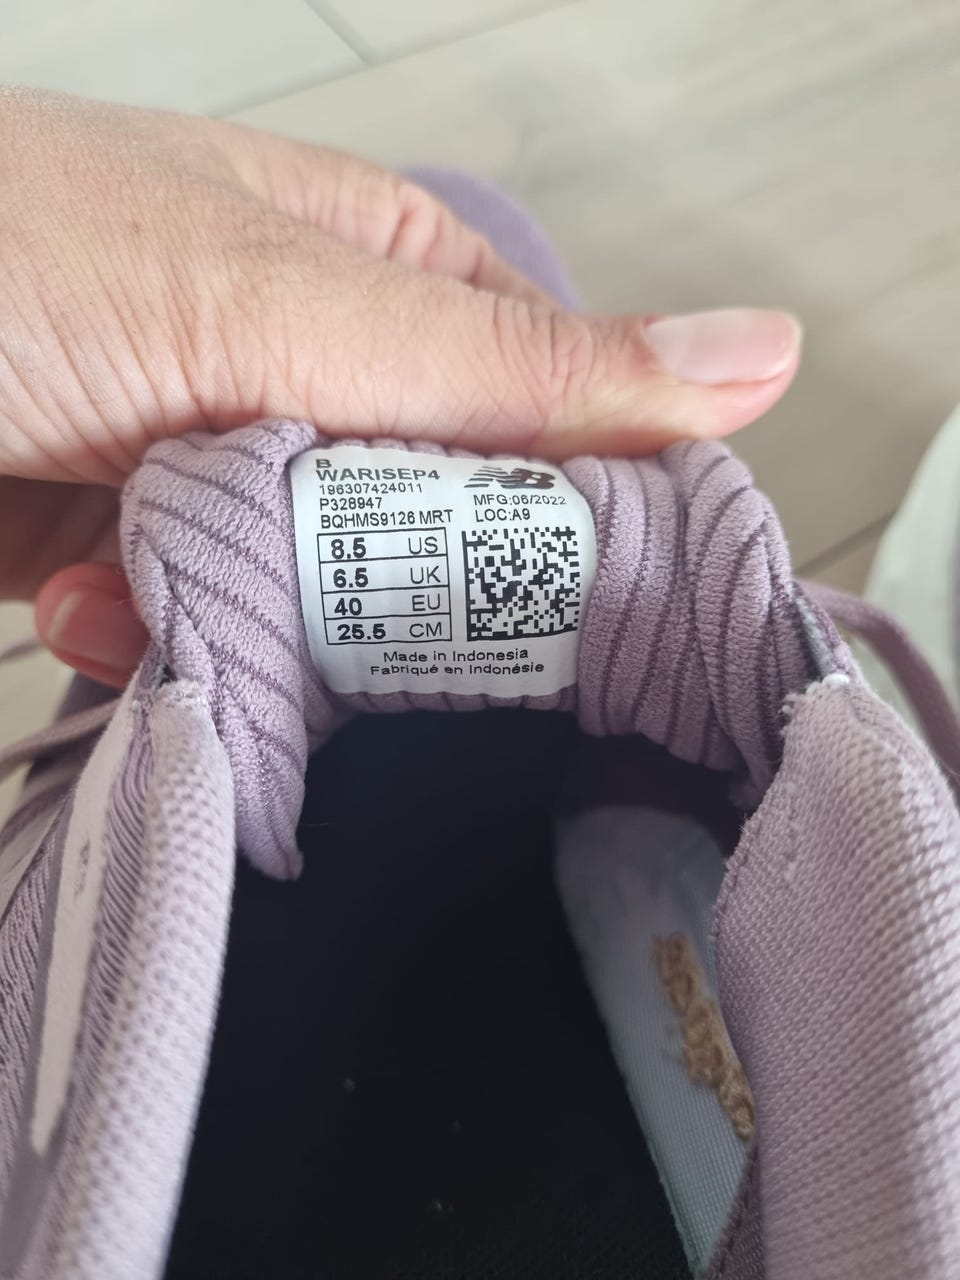 B
WARISEP4
196307424011
P328947
BQHMS9126 MRT
NB
MFG:06/2022
LOC:A9
8.5 US
6.5 UK
40 EU
25.5 CM
Made in Indonesia
Fabriqué en Indonésie